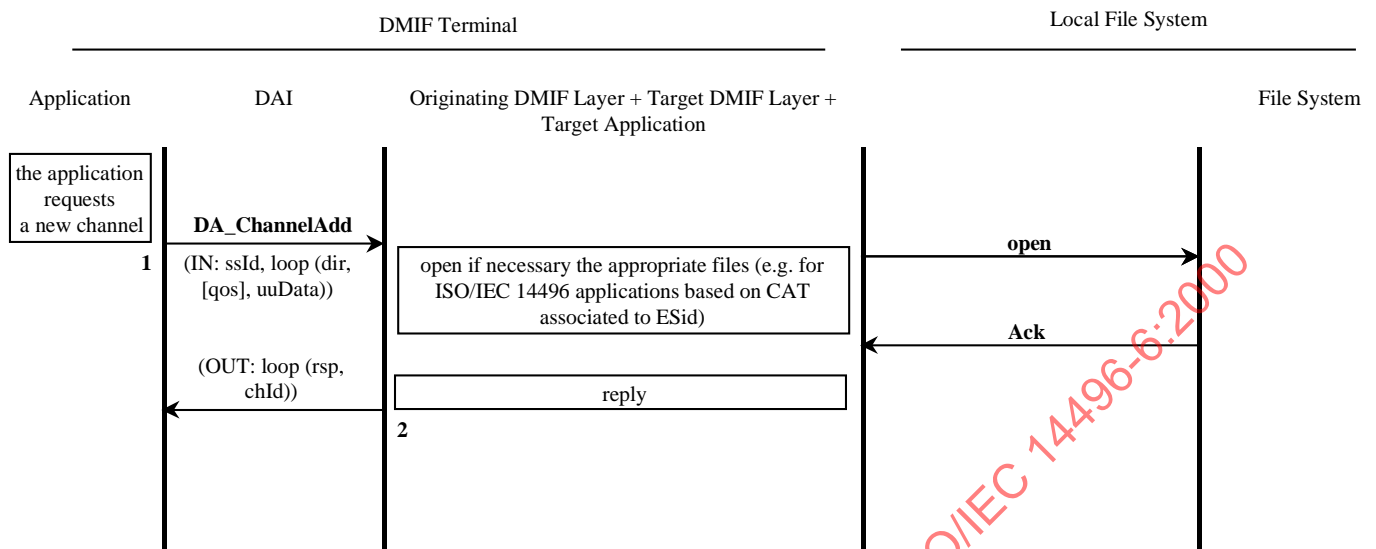 DMIF Terminal
Local File System
Application
DAI
Originating DMIF Layer + Target DMIF Layer +
Target Application
File System
the application
requests
a new channel
DA_ChannelAdd
1
(IN: ssId, loop (dir,
[qos], uuData))
open if necessary the appropriate files (e.g. for
ISO/IEC 14496 applications based on CAT
associated to ESid)
open
Ack
(OUT: loop (rsp,
chId))
reply
2
O/IEC 14496-6:2000